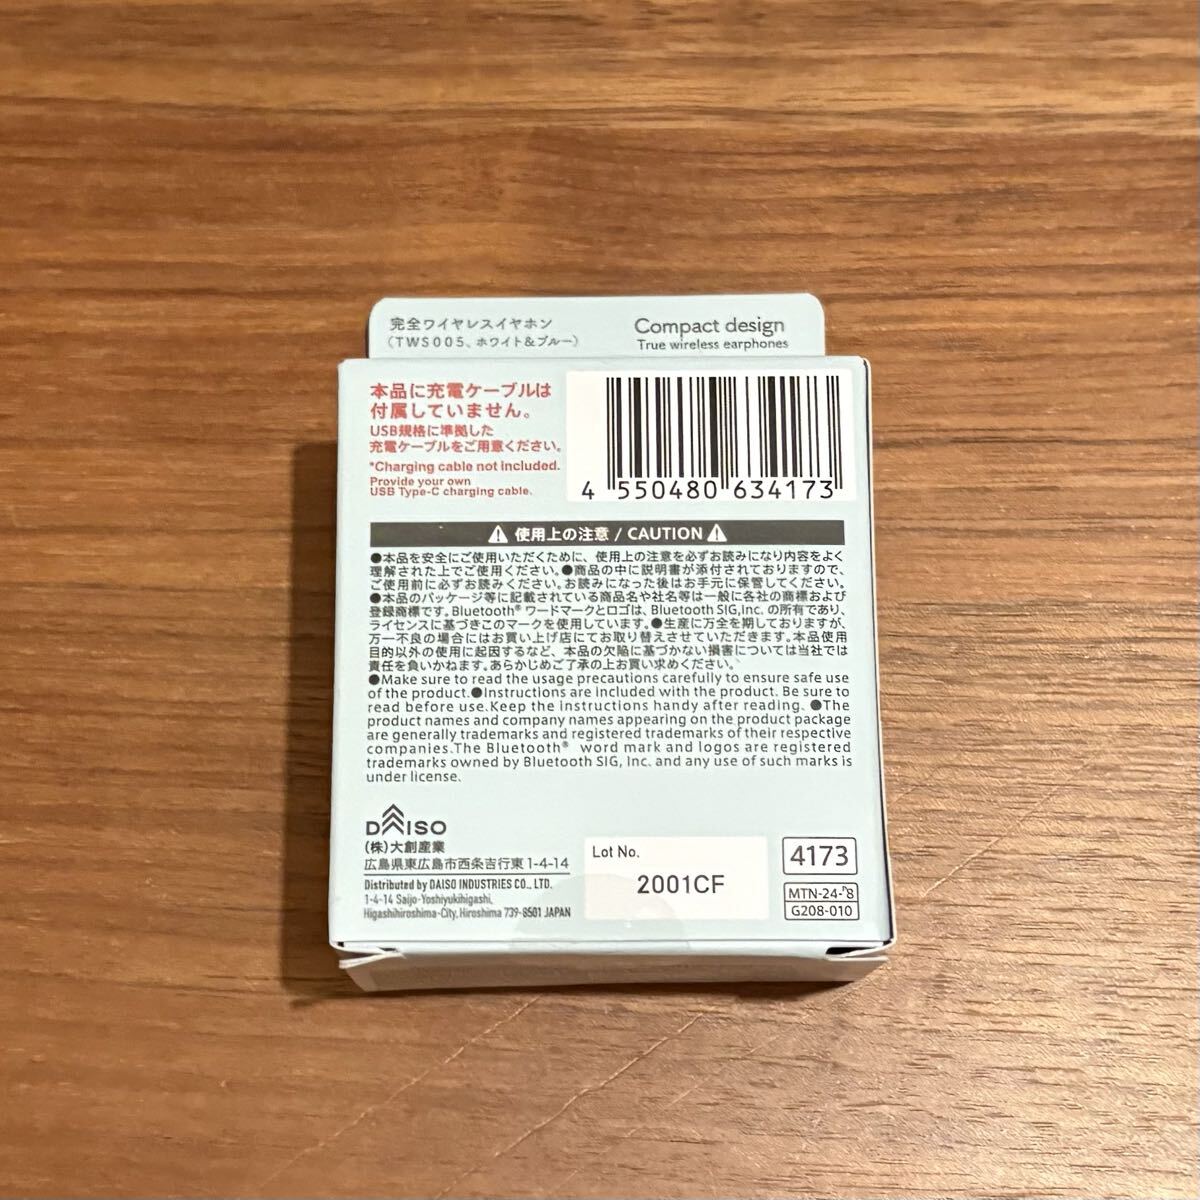 完全ワイヤレスイヤホン
(TWS005、ホワイト&ブルー)
Compact design
True wireless earphones
本品に充電ケーブルは
付属していません。
USB規格に準拠した
充電ケーブルをご用意ください。
*Charging cable not included.
Provide your own
USB Type-C charging cable.
4 550480 634173
使用上の注意 / CAUTION
●本品を安全にご使用いただくために、使用上の注意を必ずお読みになり内容をよく
理解された上でご使用ください。●商品の中に説明書が添付されておりますので、
ご使用前に必ずお読みください。お読みになった後はお手元に保管してください。
●本品のパッケージ等に記載されている商品名や社名等は一般に各社の商標および
登録商標です。Bluetooth® ワードマークとロゴは、Bluetooth SIG,Inc. の所有であり、
ライセンスに基づきこのマークを使用しています。●生産に万全を期しておりますが、
万一不良の場合にはお買い上げ店にてお取り替えさせていただきます。本品使用
目的以外の使用に起因するなど、本品の欠陥に基づかない損害については当社では
責任を負いかねます。あらかじめご了承の上お買い求めください。
●Make sure to read the usage precautions carefully to ensure safe use
of the product.●Instructions are included with the product. Be sure to
read before use.Keep the instructions handy after reading. ●The
product names and company names appearing on the product package
are generally trademarks and registered trademarks of their respective
companies.The Bluetooth® word mark and logos are registered
trademarks owned by Bluetooth SIG, Inc. and any use of such marks is
under license.
DAISO
(株)大創産業
広島県東広島市西条吉行東1-4-14
Distributed by DAISO INDUSTRIES CO., LTD.
1-4-14 Saijo-Yoshiyukihigashi,
Higashihiroshima-City, Hiroshima 739-8501 JAPAN
Lot No.
2001CF
4173
MTN-24-P8
G208-010